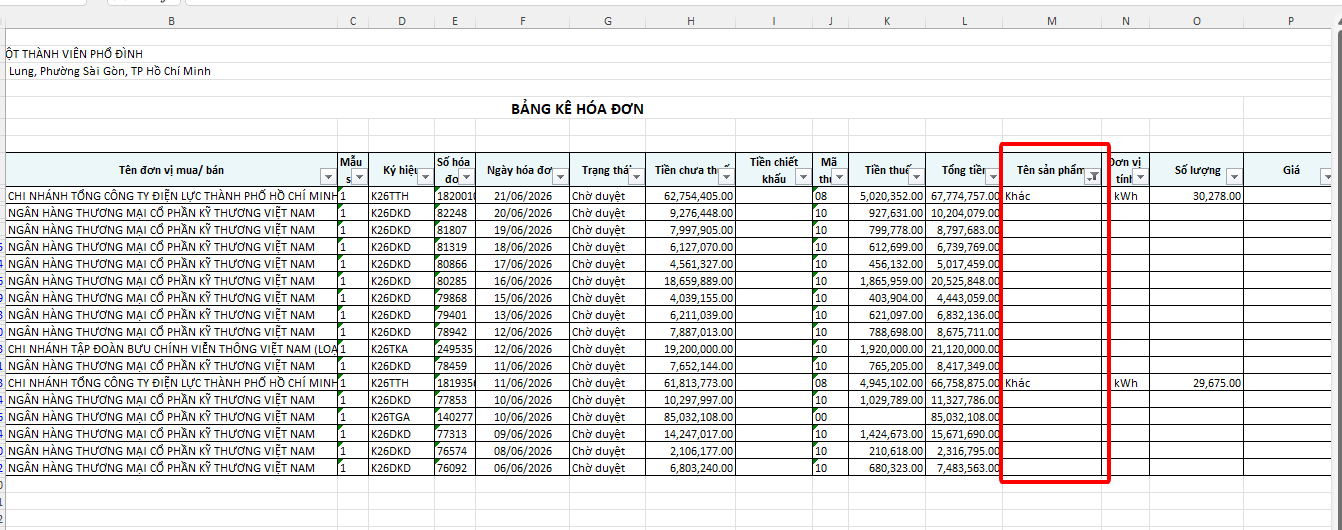 B C D E F G H I J K L M N O P
ỘT THÀNH VIÊN PHỐ ĐÌNH
Lung, Phường Sài Gòn, TP Hồ Chí Minh
BẢNG KÊ HÓA ĐƠN
Tên đơn vị mua/ bán Mẫu s Ký hiệu Số hóa đơ Ngày hóa đơ Trạng thá Tiền chưa thu Tiền chiết khấu Mã thu Tiền thuế Tổng tiền Tên sản phẩm Đơn vị tính Số lượng Giá
CHI NHÁNH TỔNG CÔNG TY ĐIỆN LỰC THÀNH PHỐ HỒ CHÍ MINH 1 K26TTH 182001 21/06/2026 Chờ duyệt 62,754,405.00 08 5,020,352.00 67,774,757.00 Khác kWh 30,278.00
NGÂN HÀNG THƯƠNG MẠI CỔ PHẦN KỸ THƯƠNG VIỆT NAM 1 K26DKD 82248 20/06/2026 Chờ duyệt 9,276,448.00 10 927,631.00 10,204,079.00
NGÂN HÀNG THƯƠNG MẠI CỔ PHẦN KỸ THƯƠNG VIỆT NAM 1 K26DKD 81807 19/06/2026 Chờ duyệt 7,997,905.00 10 799,778.00 8,797,683.00
NGÂN HÀNG THƯƠNG MẠI CỔ PHẦN KỸ THƯƠNG VIỆT NAM 1 K26DKD 81319 18/06/2026 Chờ duyệt 6,127,070.00 10 612,699.00 6,739,769.00
NGÂN HÀNG THƯƠNG MẠI CỔ PHẦN KỸ THƯƠNG VIỆT NAM 1 K26DKD 80866 17/06/2026 Chờ duyệt 4,561,327.00 10 456,132.00 5,017,459.00
NGÂN HÀNG THƯƠNG MẠI CỔ PHẦN KỸ THƯƠNG VIỆT NAM 1 K26DKD 80285 16/06/2026 Chờ duyệt 18,659,889.00 10 1,865,959.00 20,525,848.00
NGÂN HÀNG THƯƠNG MẠI CỔ PHẦN KỸ THƯƠNG VIỆT NAM 1 K26DKD 79868 15/06/2026 Chờ duyệt 4,039,155.00 10 403,904.00 4,443,059.00
NGÂN HÀNG THƯƠNG MẠI CỔ PHẦN KỸ THƯƠNG VIỆT NAM 1 K26DKD 79401 13/06/2026 Chờ duyệt 6,211,039.00 10 621,097.00 6,832,136.00
NGÂN HÀNG THƯƠNG MẠI CỔ PHẦN KỸ THƯƠNG VIỆT NAM 1 K26DKD 78942 12/06/2026 Chờ duyệt 7,887,013.00 10 788,698.00 8,675,711.00
CHI NHÁNH TẬP ĐOÀN BƯU CHÍNH VIỄN THÔNG VIỆT NAM (LOẠ 1 K26TKA 249535 12/06/2026 Chờ duyệt 19,200,000.00 10 1,920,000.00 21,120,000.00
NGÂN HÀNG THƯƠNG MẠI CỔ PHẦN KỸ THƯƠNG VIỆT NAM 1 K26DKD 78459 11/06/2026 Chờ duyệt 7,652,144.00 10 765,205.00 8,417,349.00
CHI NHÁNH TỔNG CÔNG TY ĐIỆN LỰC THÀNH PHỐ HỒ CHÍ MINH 1 K26TTH 181935 11/06/2026 Chờ duyệt 61,813,773.00 08 4,945,102.00 66,758,875.00 Khác kWh 29,675.00
NGÂN HÀNG THƯƠNG MẠI CỔ PHẦN KỸ THƯƠNG VIỆT NAM 1 K26DKD 77853 10/06/2026 Chờ duyệt 10,297,997.00 10 1,029,789.00 11,327,786.00
NGÂN HÀNG THƯƠNG MẠI CỔ PHẦN KỸ THƯƠNG VIỆT NAM 1 K26TGA 140277 10/06/2026 Chờ duyệt 85,032,108.00 00 85,032,108.00
NGÂN HÀNG THƯƠNG MẠI CỔ PHẦN KỸ THƯƠNG VIỆT NAM 1 K26DKD 77313 09/06/2026 Chờ duyệt 14,247,017.00 10 1,424,673.00 15,671,690.00
NGÂN HÀNG THƯƠNG MẠI CỔ PHẦN KỸ THƯƠNG VIỆT NAM 1 K26DKD 76574 08/06/2026 Chờ duyệt 2,106,177.00 10 210,618.00 2,316,795.00
NGÂN HÀNG THƯƠNG MẠI CỔ PHẦN KỸ THƯƠNG VIỆT NAM 1 K26DKD 76092 06/06/2026 Chờ duyệt 6,803,240.00 10 680,323.00 7,483,563.00